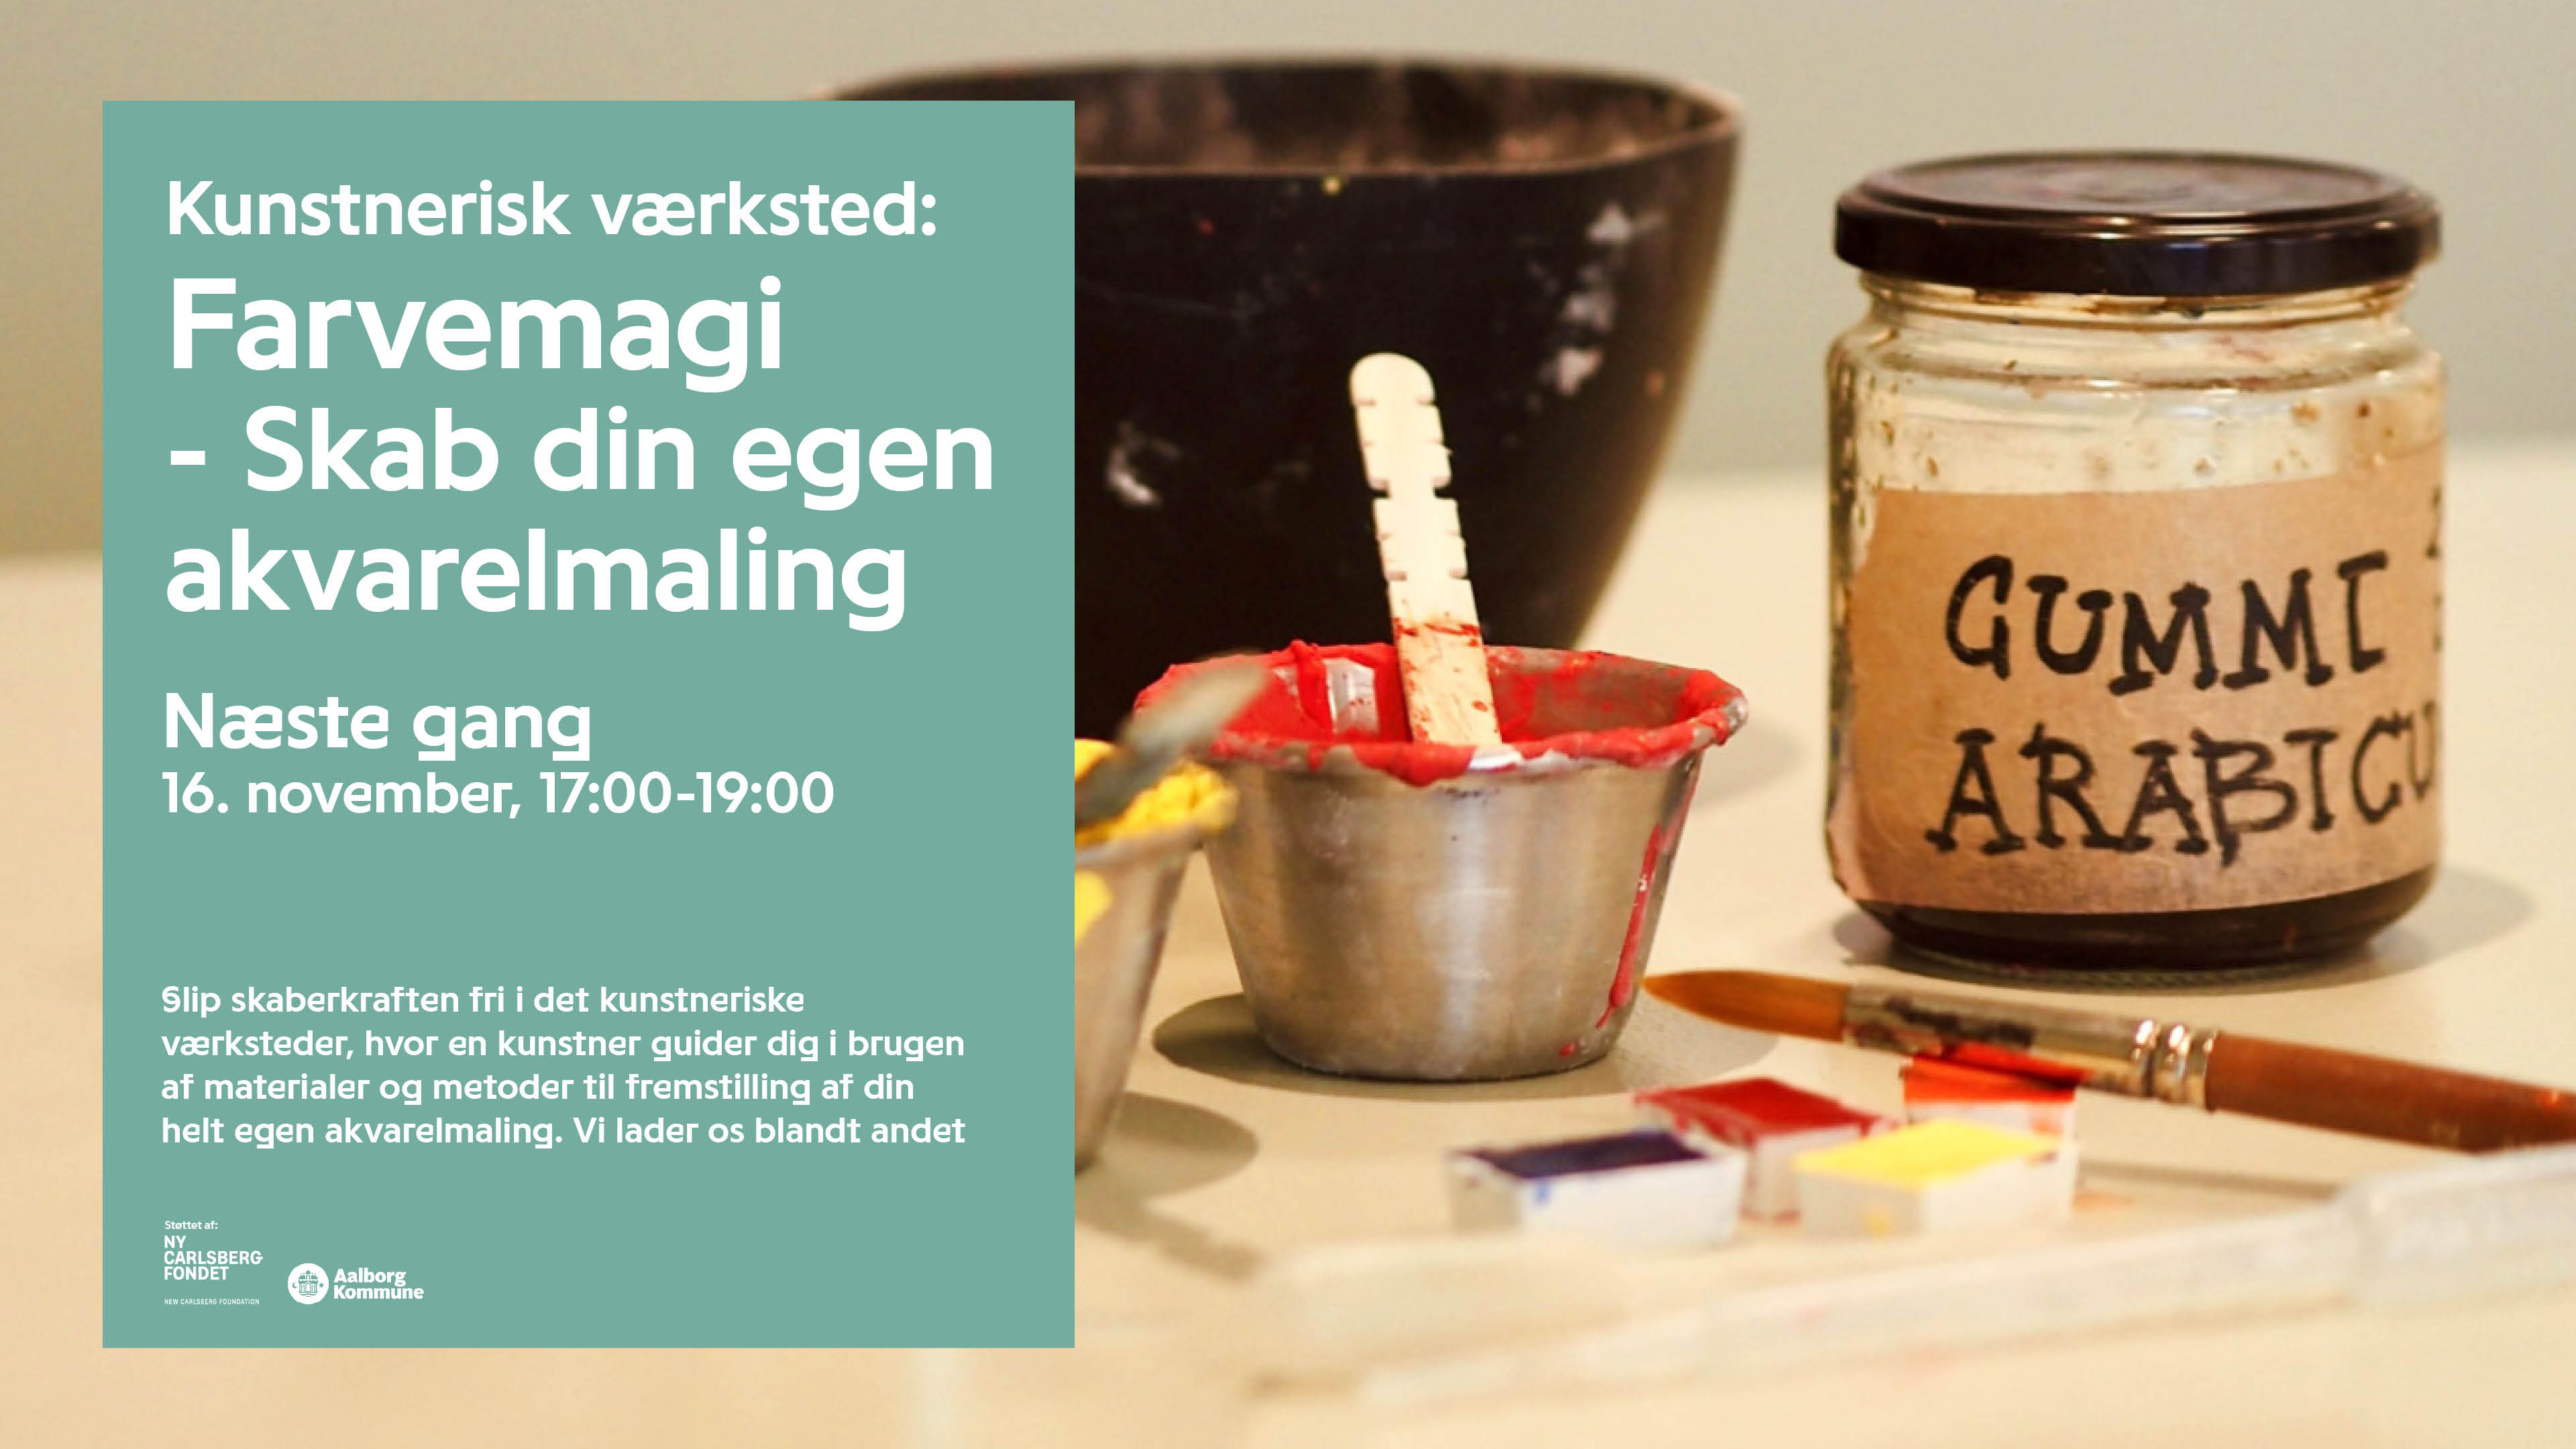 Kunstnerisk værksted:
Farvemagi
- Skab din egen
akvarelmaling
Næste gang
16. november, 17:00-19:00
Slip skaberkraften fri i det kunstneriske
værksteder, hvor en kunstner guider dig i brugen
af materialer og metoder til fremstilling af din
helt egen akvarelmaling. Vi lader os blandt andet
Støttet af:
NY
CARLSBERG
FONDET
NEW CARLSBERG FOUNDATION
Aalborg
Kommune
GUMMI
ARABICU